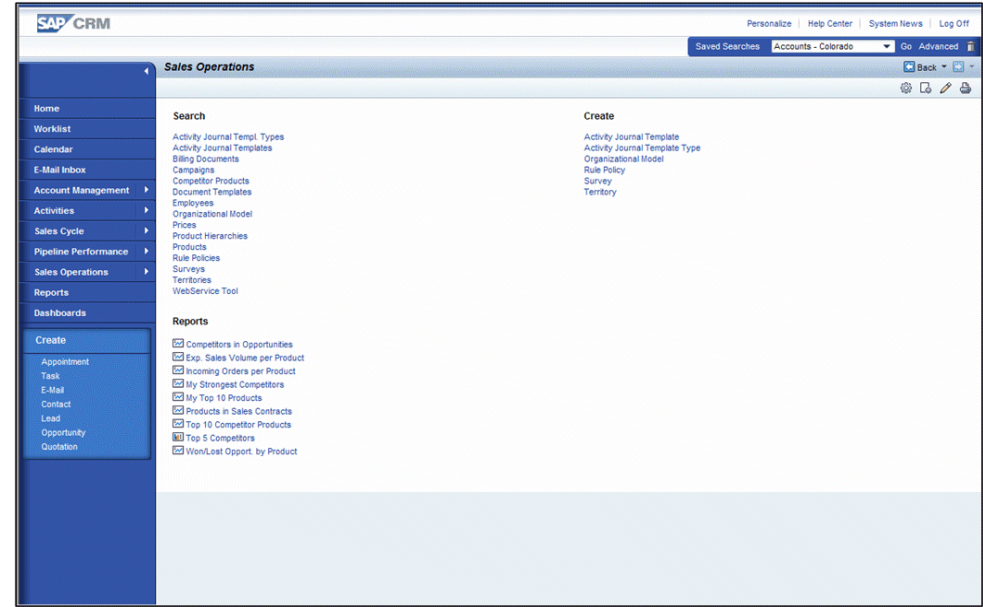 SAP CRM
Personalize | Help Center | System News | Log Off
Saved Searches Accounts - Colorado Go Advanced
Sales Operations
Back
Home
Worklist
Calendar
E-Mail Inbox
Account Management
Activities
Sales Cycle
Pipeline Performance
Sales Operations
Reports
Dashboards
Create
Appointment
Task
E-Mail
Contact
Lead
Opportunity
Quotation
Search
Activity Journal Templ. Types
Activity Journal Templates
Billing Documents
Campaigns
Competitor Products
Document Templates
Employees
Organizational Model
Prices
Product Hierarchies
Products
Rule Policies
Surveys
Territories
WebService Tool
Reports
Competitors in Opportunities
Exp. Sales Volume per Product
Incoming Orders per Product
My Strongest Competitors
My Top 10 Products
Products in Sales Contracts
Top 10 Competitor Products
Top 5 Competitors
Won/Lost Opport. by Product
Create
Activity Journal Template
Activity Journal Template Type
Organizational Model
Rule Policy
Survey
Territory